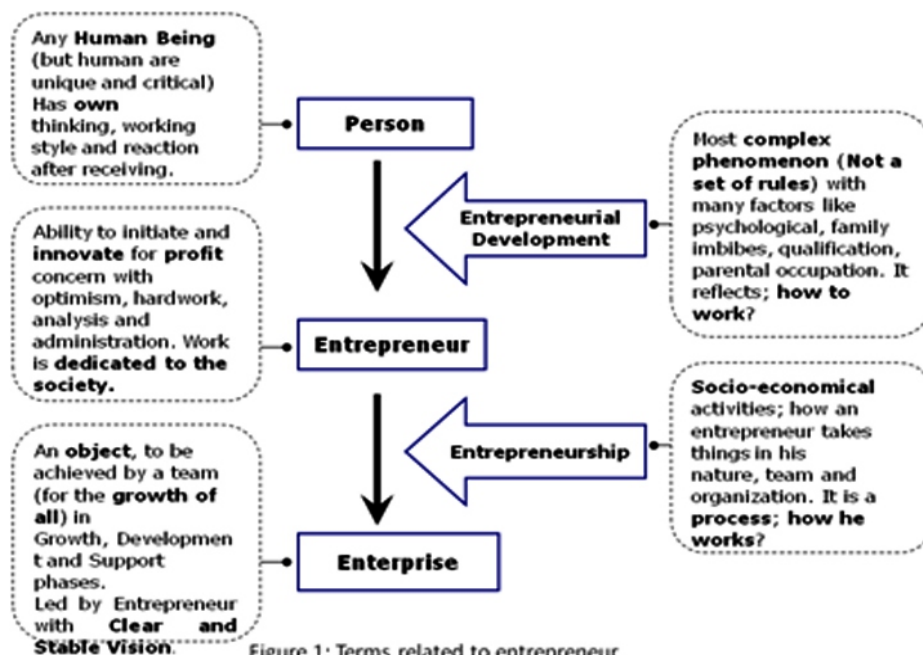 Any Human Being
(but human are
unique and critical)
Has own
thinking, working
style and reaction
after receiving.
Person
Most complex
phenomenon (Not a
set of rules) with
many factors like
psychological, family
imbibes, qualification,
parental occupation. It
reflects; how to
work?
Entrepreneurial
Development
Ability to initiate and
innovate for profit
concern with
optimism, hardwork,
analysis and
administration. Work
is dedicated to the
society.
Entrepreneur
Socio-economical
activities; how an
entrepreneur takes
things in his
nature, team and
organization. It is a
process; how he
works?
Entrepreneurship
An object, to be
achieved by a team
(for the growth of
all) in
Growth, Developmen
t and Support
phases.
Led by Entrepreneur
with Clear and
Stable Vision.
Enterprise
Figure 1: Terms related to entrepreneur